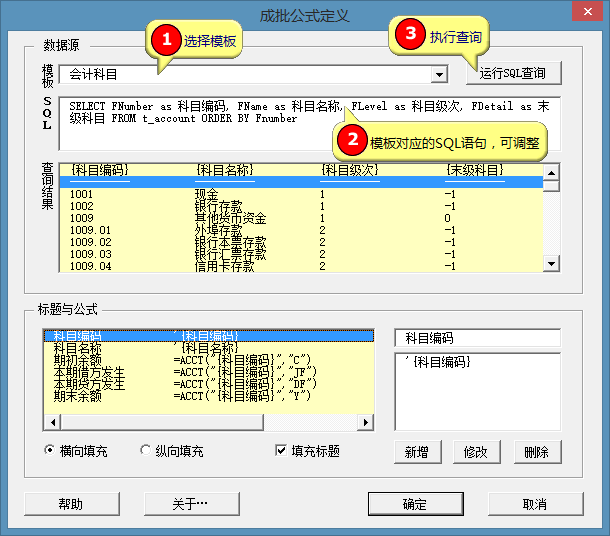 成批公式定义
数据源
1 选择模板
3 执行查询
模板
会计科目
运行SQL查询
SQL
SELECT FNumber as 科目编码, FName as 科目名称, FLevel as 科目级次, FDetail as 末
级科目 FROM t_account ORDER BY Fnumber
2 模板对应的SQL语句，可调整
查询结果
{科目编码} {科目名称} {科目级次} {末级科目}
1001 现金 1 -1
1002 银行存款 1 -1
1009 其他货币资金 1 0
1009.01 外埠存款 2 -1
1009.02 银行本票存款 2 -1
1009.03 银行汇票存款 2 -1
1009.04 信用卡存款 2 -1
标题与公式
科目编码 '{科目编码}
科目名称 '{科目名称}
期初余额 =ACCT("{科目编码}","C")
本期借方发生 =ACCT("{科目编码}","JF")
本期贷方发生 =ACCT("{科目编码}","DF")
期末余额 =ACCT("{科目编码}","Y")
科目编码
'{科目编码}
横向填充 纵向填充 填充标题
新增 修改 删除
帮助 关于… 确定 取消